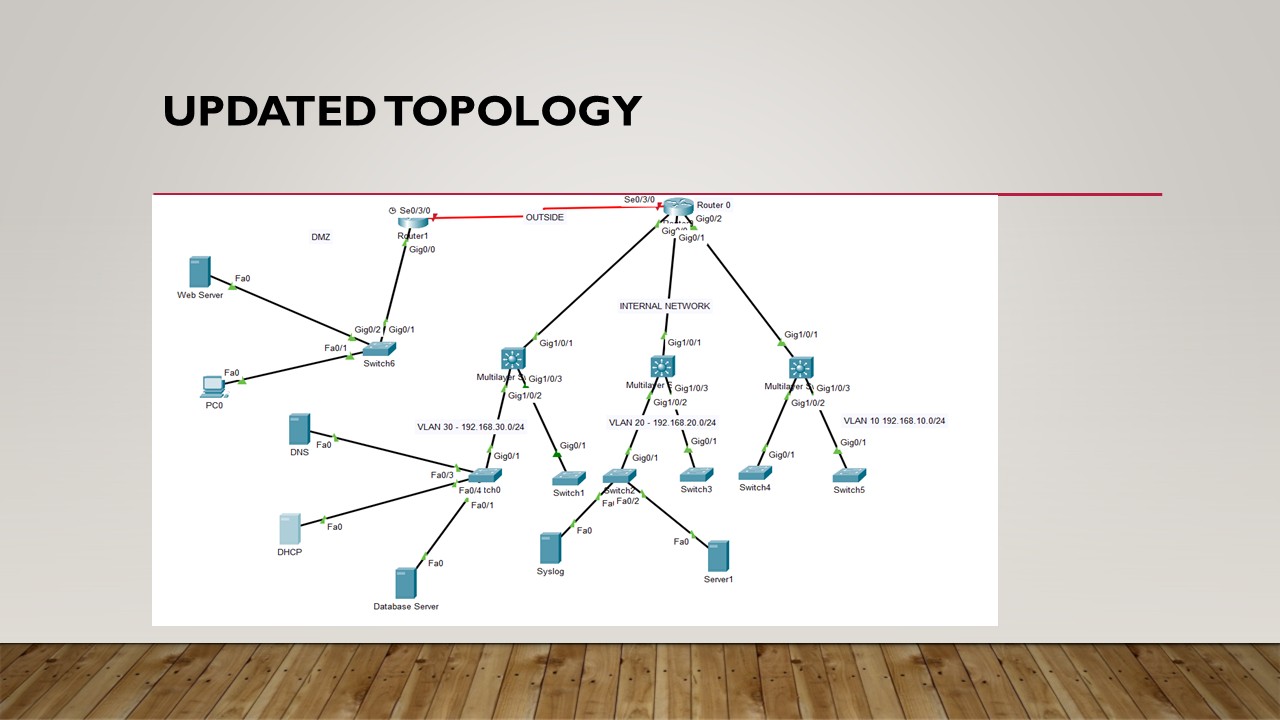 UPDATED TOPOLOGY
Se0/3/0
Router 0
Se0/3/0
OUTSIDE
Gig0/2
DMZ
Router1
Gig0/1
Gig0/0
INTERNAL NETWORK
Web Server
Fa0
Gig0/2
Gig0/1
Fa0/1
Switch6
Fa0
PC0
Gig1/0/1
Gig1/0/1
Gig1/0/1
Multilayer
Gig1/0/3
Gig1/0/2
Multilayer
Gig1/0/3
Gig1/0/2
Multilayer
Gig1/0/3
Gig1/0/2
VLAN 30 - 192.168.30.0/24
VLAN 20 - 192.168.20.0/24
VLAN 10 192.168.10.0/24
DNS
Fa0
Gig0/1
Gig0/1
Gig0/1
Gig0/1
Gig0/1
Gig0/1
Fa0/3
Fa0/4
tch0
Fa0/1
Switch1
Switch2
Fa0/2
Switch3
Switch4
Switch5
DHCP
Fa0
Fa0
Database Server
Fa0
Syslog
Fa0
Server1